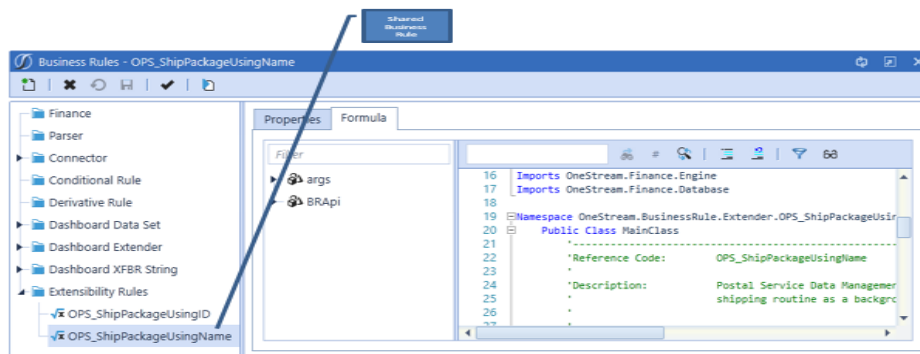 Shared
Business
Rule
Business Rules - OPS_ShipPackageUsingName
Finance
Parser
Connector
Conditional Rule
Derivative Rule
Dashboard Data Set
Dashboard Extender
Dashboard XFBR String
Extensibility Rules
OPS_ShipPackageUsingID
OPS_ShipPackageUsingName
Properties Formula
Filter
args
BRApi
16 Imports OneStream.Finance.Engine
17 Imports OneStream.Finance.Database
18
19 Namespace OneStream.BusinessRule.Extender.OPS_ShipPackageUsin
20 Public Class MainClass
21 '------------------------------------------------------
22 'Reference Code: OPS_ShipPackageUsingName
23 '
24 'Description: Postal Service Data Managemen
25 ' shipping routine as a backgro
26 '
27 '